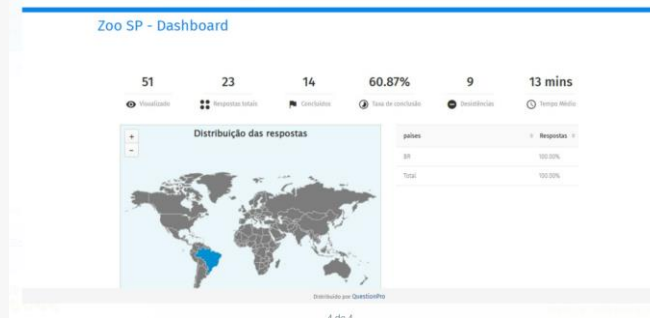 Zoo SP - Dashboard
51 23 14 60.87% 9 13 mins
Visualizado Respostas totais Concluídos Taxa de conclusão Desistências Tempo Médio
+
−
Distribuição das respostas
países Respostas
BR 100.00%
Total 100.00%
Distribuído por QuestionPro
4 de 4